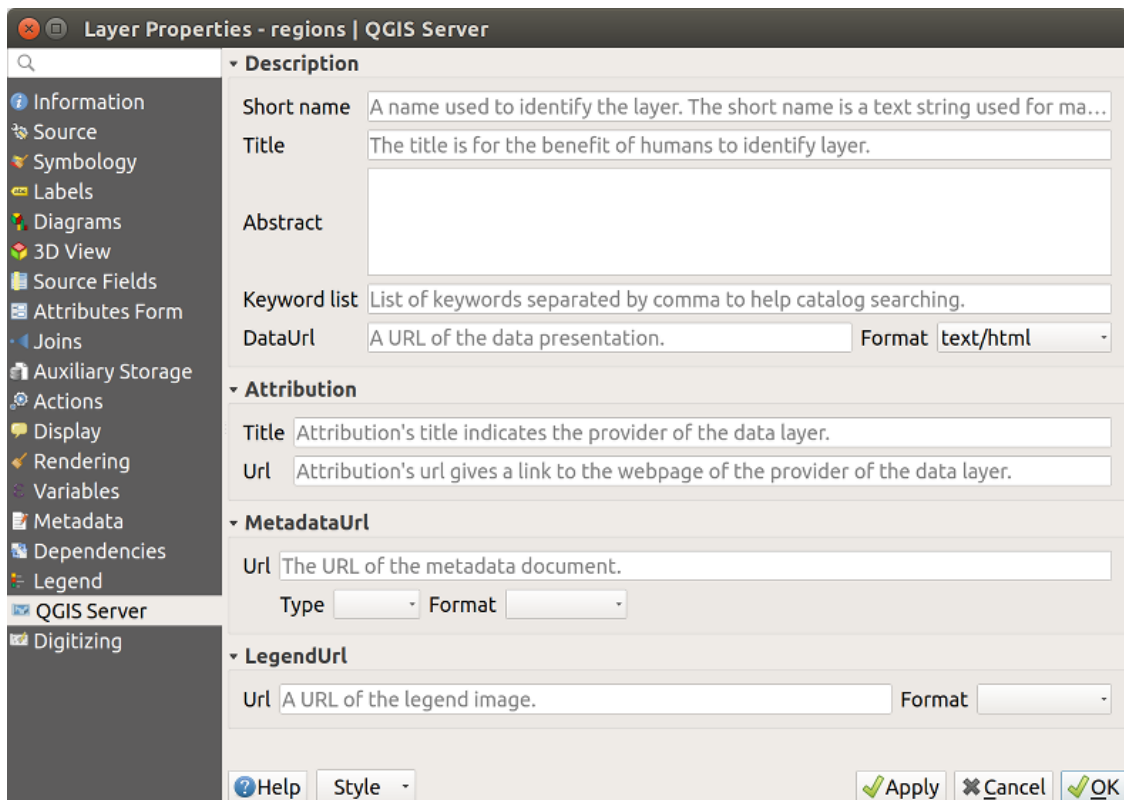 Layer Properties - regions | QGIS Server
Information
Source
Symbology
Labels
Diagrams
3D View
Source Fields
Attributes Form
Joins
Auxiliary Storage
Actions
Display
Rendering
Variables
Metadata
Dependencies
Legend
QGIS Server
Digitizing
Description
Short name A name used to identify the layer. The short name is a text string used for ma...
Title The title is for the benefit of humans to identify layer.
Abstract
Keyword list List of keywords separated by comma to help catalog searching.
DataUrl A URL of the data presentation. Format text/html
Attribution
Title Attribution's title indicates the provider of the data layer.
Url Attribution's url gives a link to the webpage of the provider of the data layer.
MetadataUrl
Url The URL of the metadata document.
Type Format
LegendUrl
Url A URL of the legend image. Format
Help Style Apply Cancel OK